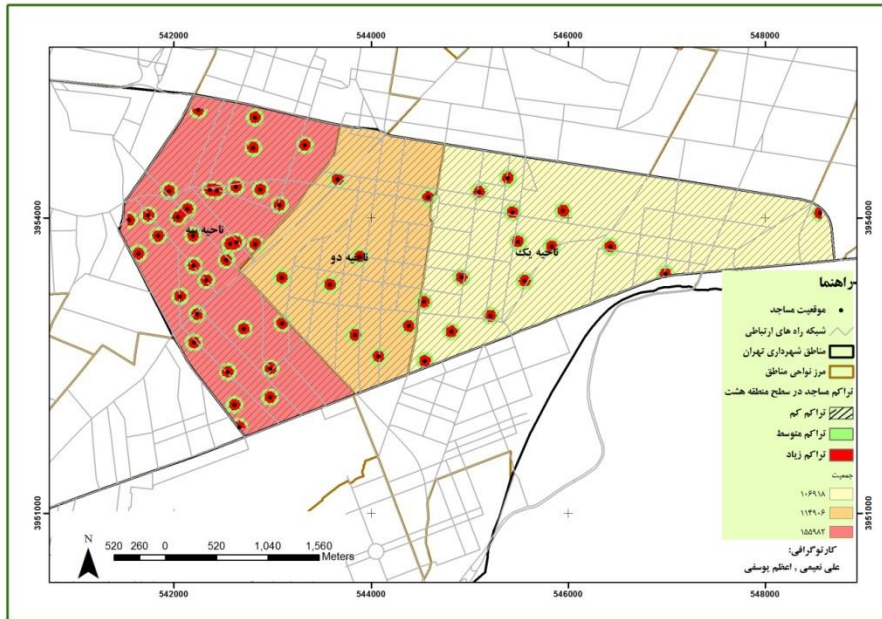 542000 544000 546000 548000
3954000
3954000
ناحیه سه
ناحیه دو
ناحیه یک
راهنما
موقعیت مساجد
شبکه راه های ارتباطی
مناطق شهرداری تهران
مرز نواحی مناطق
تراکم مساجد در سطح منطقه هشت
تراکم کم
تراکم متوسط
تراکم زیاد
جمعیت
۱۰۶۹۱۸
۱۱۴۹۰۶
۱۵۵۹۸۲
کارتوگرافی:
علی نعیمی , اعظم یوسفی
3951000
3951000
N
520 260 0 520 1,040 1,560
Meters
542000 544000 546000 548000